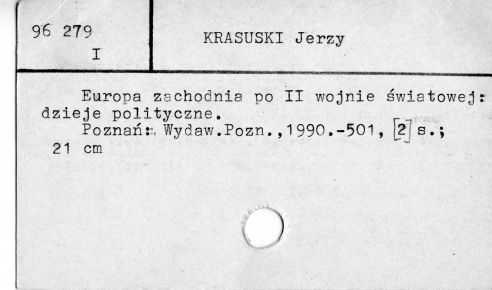 96 279
I
KRASUSKI Jerzy
Europa zachodnia po II wojnie światowej:
dzieje polityczne.
Poznań: Wydaw.Pozn.,1990.-501, [2] s.;
21 cm